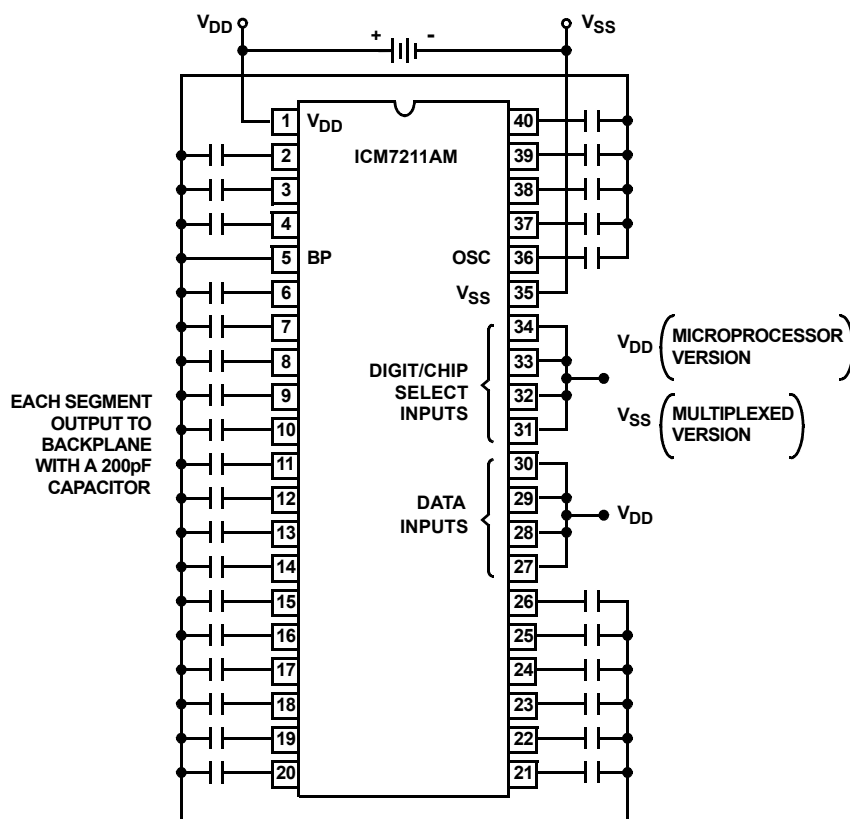 VDD
+ -
VSS
1 VDD
40
2
ICM7211AM
39
3
38
4
37
5 BP
OSC 36
6
VSS 35
7
34
8
33
9
32
10
31
DIGIT/CHIP
SELECT
INPUTS
VDD (MICROPROCESSOR
VERSION)
VSS (MULTIPLEXED
VERSION)
EACH SEGMENT
OUTPUT TO
BACKPLANE
WITH A 200pF
CAPACITOR
11
30
12
29
13
28
14
27
DATA
INPUTS
VDD
15
26
16
25
17
24
18
23
19
22
20
21